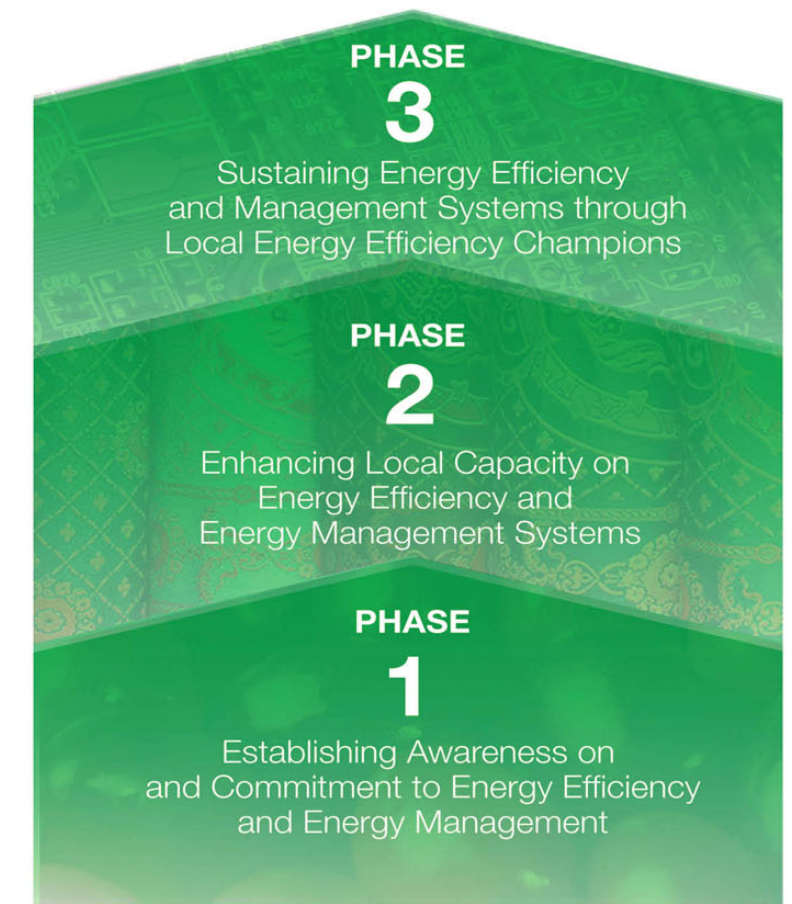 PHASE
3
Sustaining Energy Efficiency
and Management Systems through
Local Energy Efficiency Champions
PHASE
2
Enhancing Local Capacity on
Energy Efficiency and
Energy Management Systems
PHASE
1
Establishing Awareness on
and Commitment to Energy Efficiency
and Energy Management